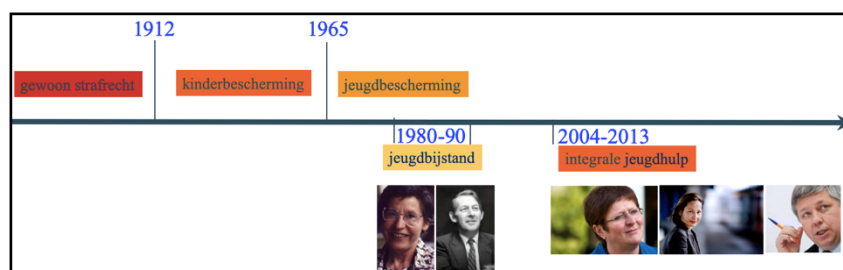 1912
1965
gewoon strafrecht
kinderbescherming
jeugdbescherming
1980-90
2004-2013
jeugdbijstand
integrale jeugdhulp